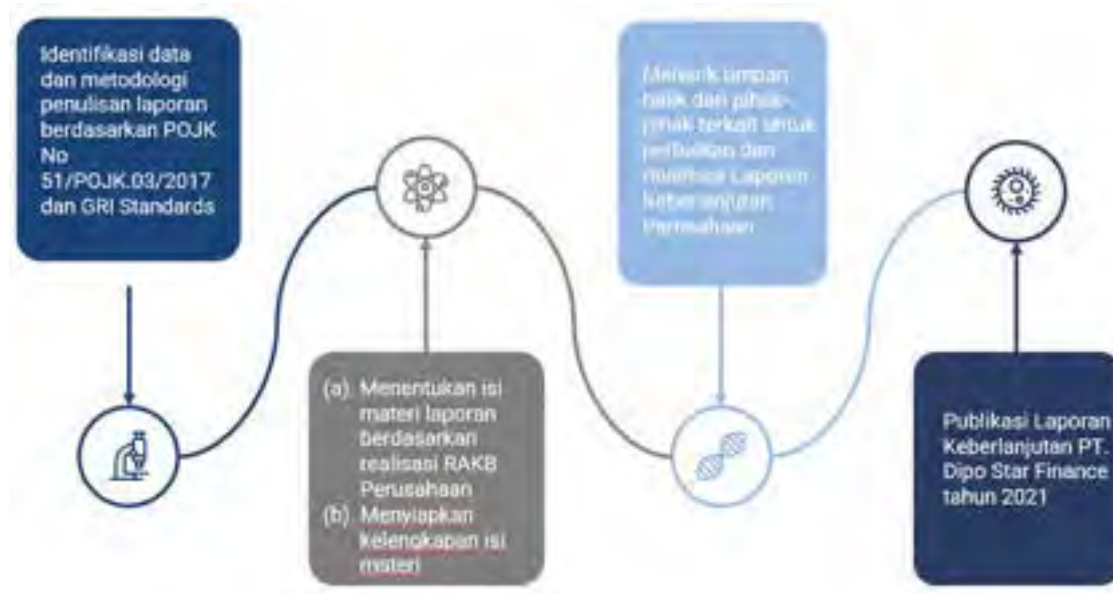 Identifikasi data
dan metodologi
penulisan laporan
berdasarkan POJK
No
51/POJK.03/2017
dan GRI Standards
(a) Menentukan isi
materi laporan
berdasarkan
realisasi RAKB
Perusahaan
(b) Menyiapkan
kelengkapan isi
materi
Menarik umpan
balik dari pihak-
pihak terkait untuk
perbaikan dan
Laporan
Keberlanjutan
Perusahaan
Publikasi Laporan
Keberlanjutan PT.
Dipo Star Finance
tahun 2021